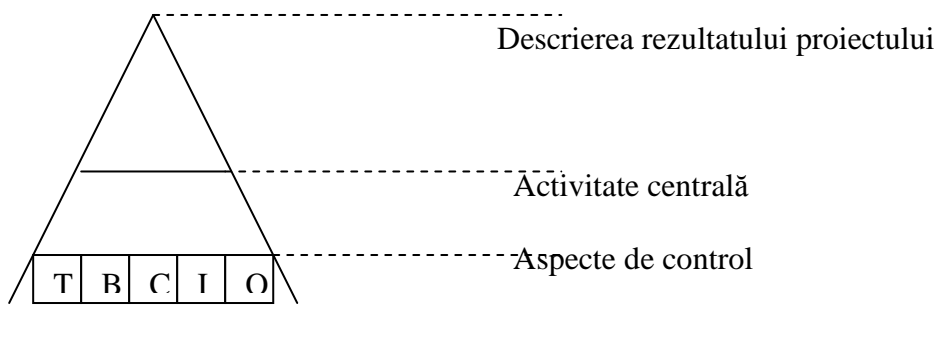 Descrierea rezultatului proiectului
Activitate centrală
Aspecte de control
T B C I O